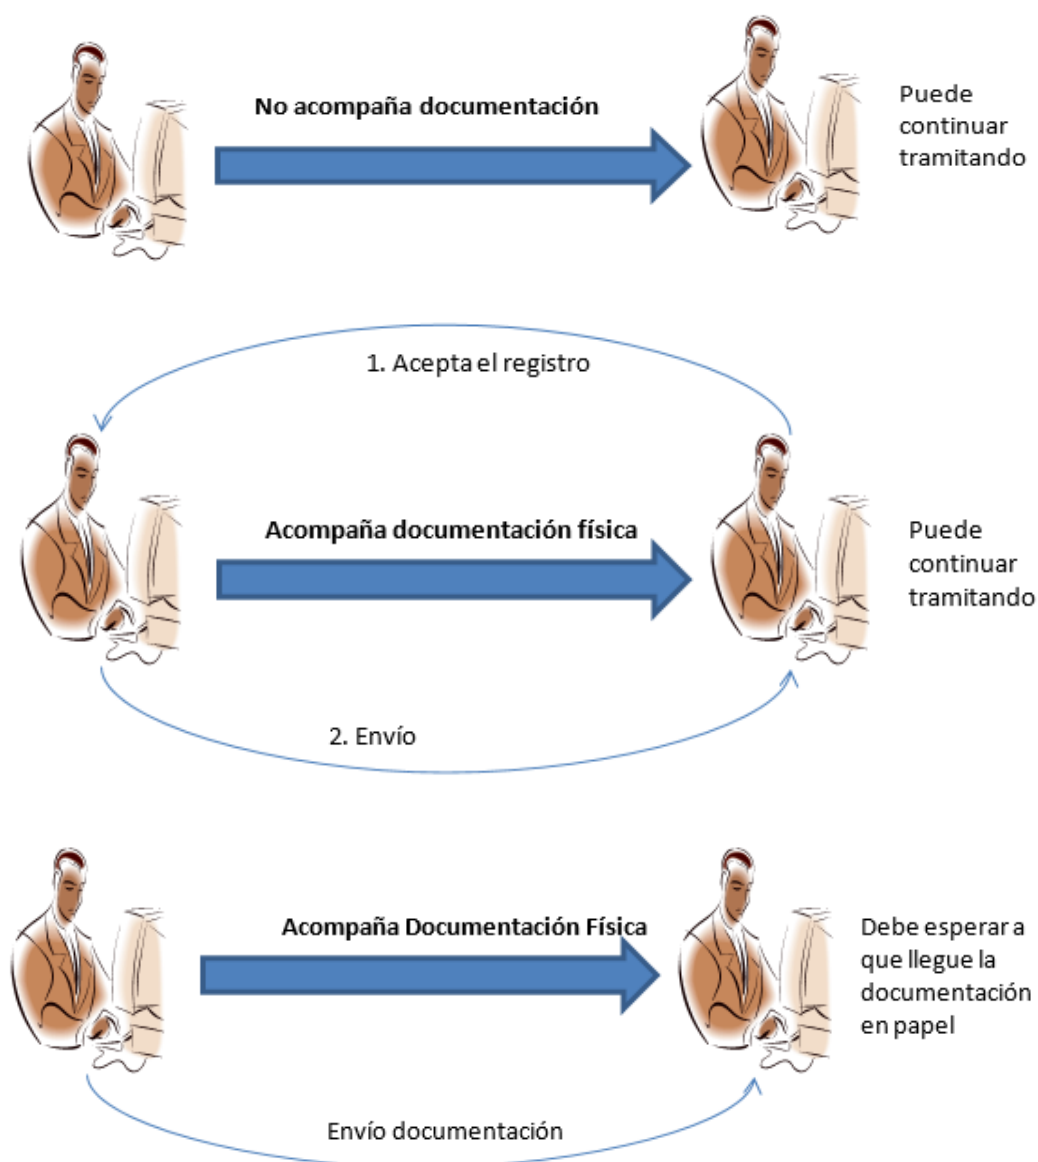 No acompaña documentación
Puede
continuar
tramitando
1. Acepta el registro
Acompaña documentación física
Puede
continuar
tramitando
2. Envío
Acompaña Documentación Física
Debe esperar a
que llegue la
documentación
en papel
Envío documentación